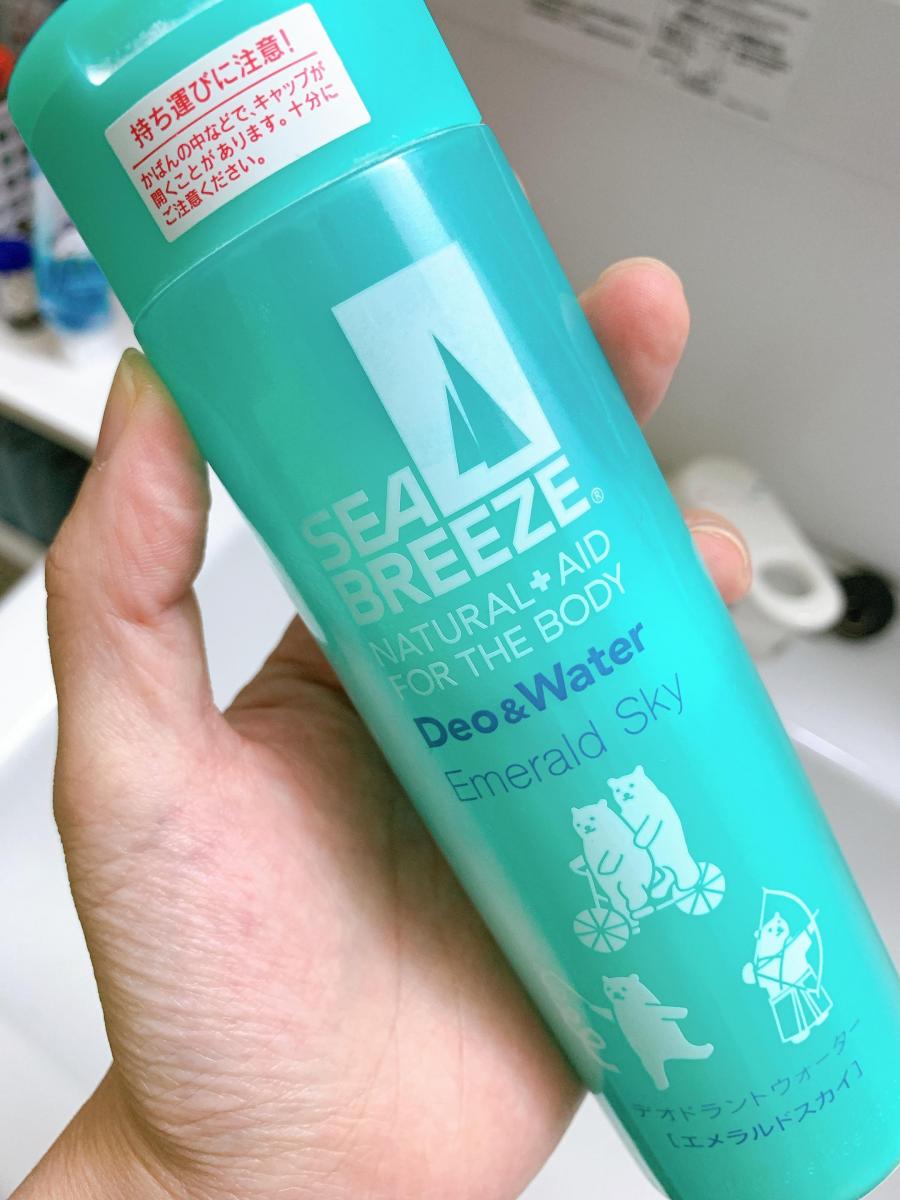 持ち運びに注意!
かばんの中などで、キャップが
開くことがあります。十分に
ご注意ください。
SEA
BREEZE®
NATURAL+AID
FOR THE BODY
Deo&Water
Emerald Sky
デオドラントウォーター
[エメラルドスカイ]